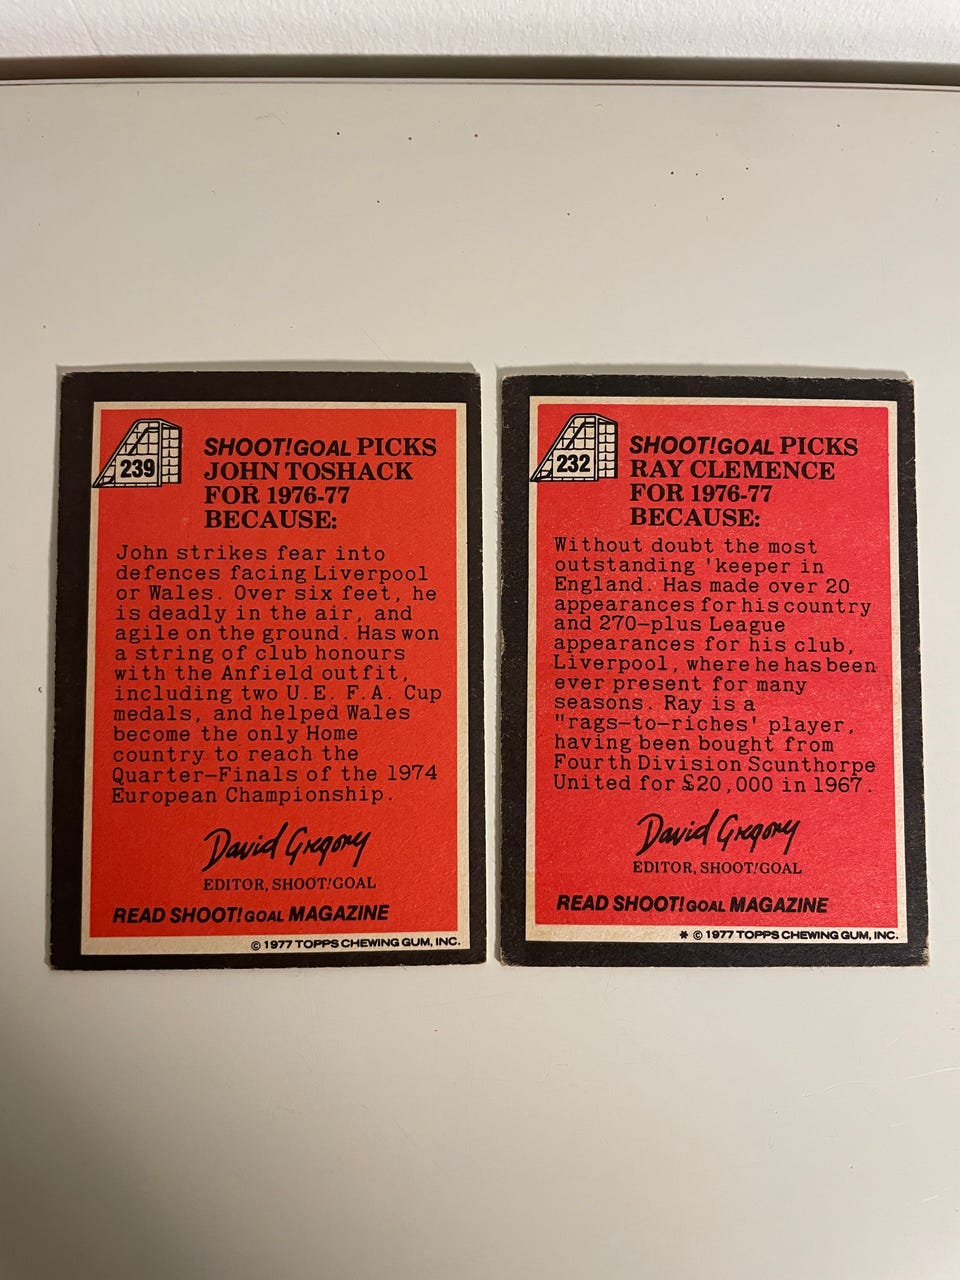 239
SHOOT!GOAL PICKS
JOHN TOSHACK
FOR 1976-77
BECAUSE:
John strikes fear into
defences facing Liverpool
or Wales. Over six feet, he
is deadly in the air, and
agile on the ground. Has won
a string of club honours
with the Anfield outfit,
including two U.E.F.A. Cup
medals, and helped Wales
become the only Home
country to reach the
Quarter-Finals of the 1974
European Championship.
David Gregory
EDITOR, SHOOT!GOAL
READ SHOOT!GOAL MAGAZINE
© 1977 TOPPS CHEWING GUM, INC.
232
SHOOT!GOAL PICKS
RAY CLEMENCE
FOR 1976-77
BECAUSE:
Without doubt the most
outstanding 'keeper in
England. Has made over 20
appearances for his country
and 270-plus League
appearances for his club,
Liverpool, where he has been
ever present for many
seasons. Ray is a
"rags-to-riches' player,
having been bought from
Fourth Division Scunthorpe
United for £20,000 in 1967.
David Gregory
EDITOR, SHOOT!GOAL
READ SHOOT!GOAL MAGAZINE
* © 1977 TOPPS CHEWING GUM, INC.